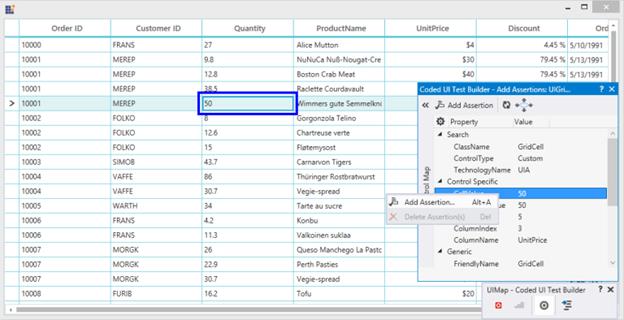 Order ID Customer ID Quantity ProductName UnitPrice Discount Ord
10000 FRANS 27 Alice Mutton $4 4.45 % 5/10/1991
10001 MEREP 9.8 NuNuCa Nuß-Nougat-Cre $30 79.45 % 5/13/1991
10001 MEREP 12.8 Boston Crab Meat $40 79.45 % 5/13/1991
10001 MEREP 38.5 Raclette Courdavault
10001 MEREP 50 Wimmers gute Semmelkn
10002 FOLKO 8 Gorgonzola Telino
10002 FOLKO 12.6 Chartreuse verte
10002 FOLKO 15 Fløtemysost
10003 SIMOB 43.7 Carnarvon Tigers
10004 VAFFE 86 Thüringer Rostbratwurst
10004 VAFFE 30.7 Vegie-spread
10005 WARTH 34 Tarte au sucre
10006 FRANS 4.2 Konbu
10006 FRANS 11.3 Valkoinen suklaa
10007 MORGK 26 Queso Manchego La Pasto
10007 MORGK 22.9 Perth Pasties
10007 MORGK 30.7 Vegie-spread
10008 FURIB 16.2 Tofu $20
Coded UI Test Builder - Add Assertions: UIGri...
Add Assertion
Property Value
Search
ClassName GridCell
ControlType Custom
TechnologyName UIA
Control Specific
50
Add Assertion... Alt+A
ue 50
Delete Assertion(s) Del
5
ColumnIndex 3
ColumnName UnitPrice
Generic
FriendlyName GridCell
ntrol Map
UIMap - Coded UI Test Builder